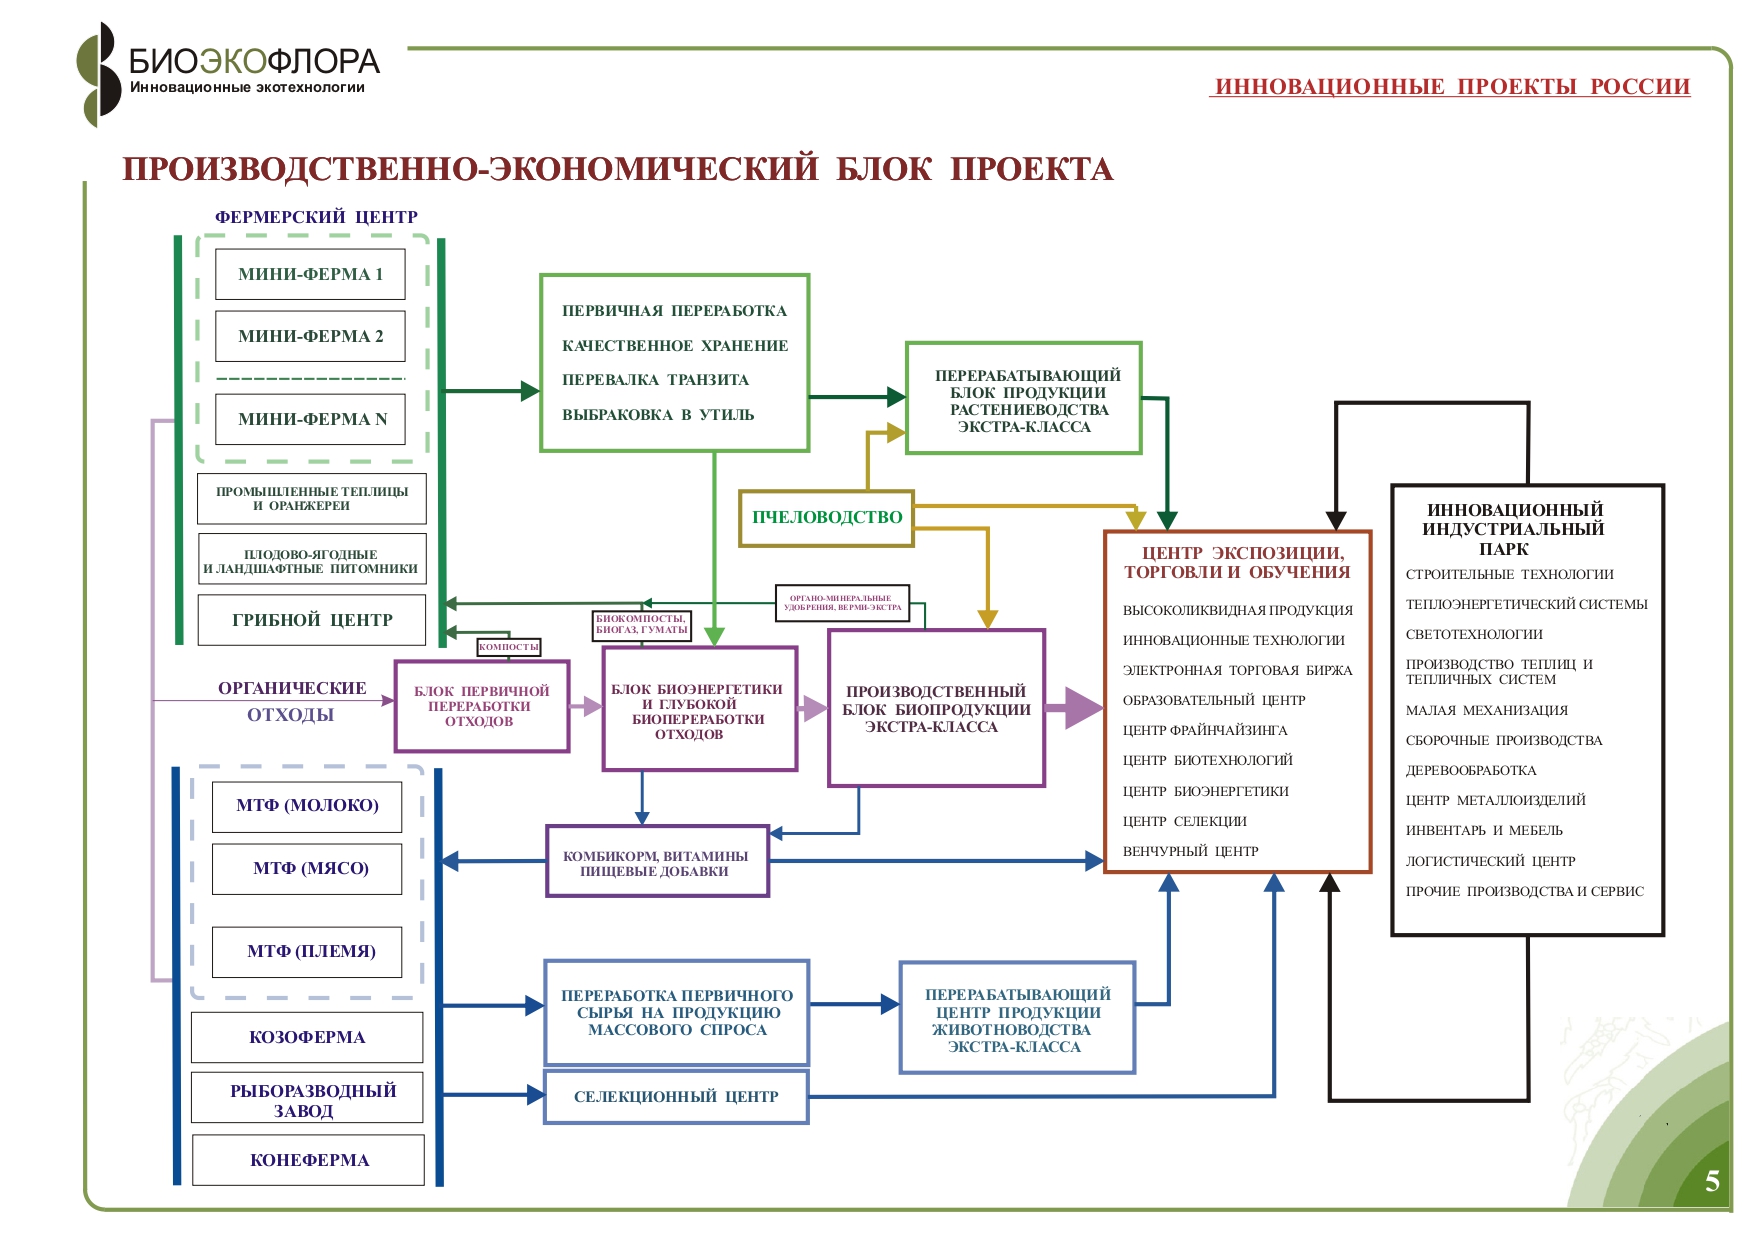 БИОЭКОФЛОРА
Инновационные экотехнологии
ИННОВАЦИОННЫЕ ПРОЕКТЫ РОССИИ
ПРОИЗВОДСТВЕННО-ЭКОНОМИЧЕСКИЙ БЛОК ПРОЕКТА
ФЕРМЕРСКИЙ ЦЕНТР
МИНИ-ФЕРМА 1
МИНИ-ФЕРМА 2
МИНИ-ФЕРМА N
ПРОМЫШЛЕННЫЕ ТЕПЛИЦЫ
И ОРАНЖЕРЕИ
ПЛОДОВО-ЯГОДНЫЕ
И ЛАНДШАФТНЫЕ ПИТОМНИКИ
ГРИБНОЙ ЦЕНТР
ПЕРВИЧНАЯ ПЕРЕРАБОТКА
КАЧЕСТВЕННОЕ ХРАНЕНИЕ
ПЕРЕВАЛКА ТРАНЗИТА
ВЫБРАКОВКА В УТИЛЬ
ПЕРЕРАБАТЫВАЮЩИЙ
БЛОК ПРОДУКЦИИ
РАСТЕНИЕВОДСТВА
ЭКСТРА-КЛАССА
ПЧЕЛОВОДСТВО
ОРГАНО-МИНЕРАЛЬНЫЕ
УДОБРЕНИЯ, ВЕРМИ-ЭКСТРА
БИОКОМПОСТЫ,
БИОГАЗ, ГУМАТЫ
КОМПОСТЫ
ОРГАНИЧЕСКИЕ
ОТХОДЫ
БЛОК ПЕРВИЧНОЙ
ПЕРЕРАБОТКИ
ОТХОДОВ
БЛОК БИОЭНЕРГЕТИКИ
И ГЛУБОКОЙ
БИОПЕРЕРАБОТКИ
ОТХОДОВ
ПРОИЗВОДСТВЕННЫЙ
БЛОК БИОПРОДУКЦИИ
ЭКСТРА-КЛАССА
МТФ (МОЛОКО)
МТФ (МЯСО)
МТФ (ПЛЕМЯ)
КОЗОФЕРМА
РЫБОРАЗВОДНЫЙ
ЗАВОД
КОНЕФЕРМА
КОМБИКОРМ, ВИТАМИНЫ
ПИЩЕВЫЕ ДОБАВКИ
ПЕРЕРАБОТКА ПЕРВИЧНОГО
СЫРЬЯ НА ПРОДУКЦИЮ
МАССОВОГО СПРОСА
ПЕРЕРАБАТЫВАЮЩИЙ
ЦЕНТР ПРОДУКЦИИ
ЖИВОТНОВОДСТВА
ЭКСТРА-КЛАССА
СЕЛЕКЦИОННЫЙ ЦЕНТР
ЦЕНТР ЭКСПОЗИЦИИ,
ТОРГОВЛИ И ОБУЧЕНИЯ
ВЫСОКОЛИКВИДНАЯ ПРОДУКЦИЯ
ИННОВАЦИОННЫЕ ТЕХНОЛОГИИ
ЭЛЕКТРОННАЯ ТОРГОВАЯ БИРЖА
ОБРАЗОВАТЕЛЬНЫЙ ЦЕНТР
ЦЕНТР ФРАЙНЧАЙЗИНГА
ЦЕНТР БИОТЕХНОЛОГИЙ
ЦЕНТР БИОЭНЕРГЕТИКИ
ЦЕНТР СЕЛЕКЦИИ
ВЕНЧУРНЫЙ ЦЕНТР
ИННОВАЦИОННЫЙ
ИНДУСТРИАЛЬНЫЙ
ПАРК
СТРОИТЕЛЬНЫЕ ТЕХНОЛОГИИ
ТЕПЛОЭНЕРГЕТИЧЕСКИЙ СИСТЕМЫ
СВЕТОТЕХНОЛОГИИ
ПРОИЗВОДСТВО ТЕПЛИЦ И
ТЕПЛИЧНЫХ СИСТЕМ
МАЛАЯ МЕХАНИЗАЦИЯ
СБОРОЧНЫЕ ПРОИЗВОДСТВА
ДЕРЕВООБРАБОТКА
ЦЕНТР МЕТАЛЛОИЗДЕЛИЙ
ИНВЕНТАРЬ И МЕБЕЛЬ
ЛОГИСТИЧЕСКИЙ ЦЕНТР
ПРОЧИЕ ПРОИЗВОДСТВА И СЕРВИС
5